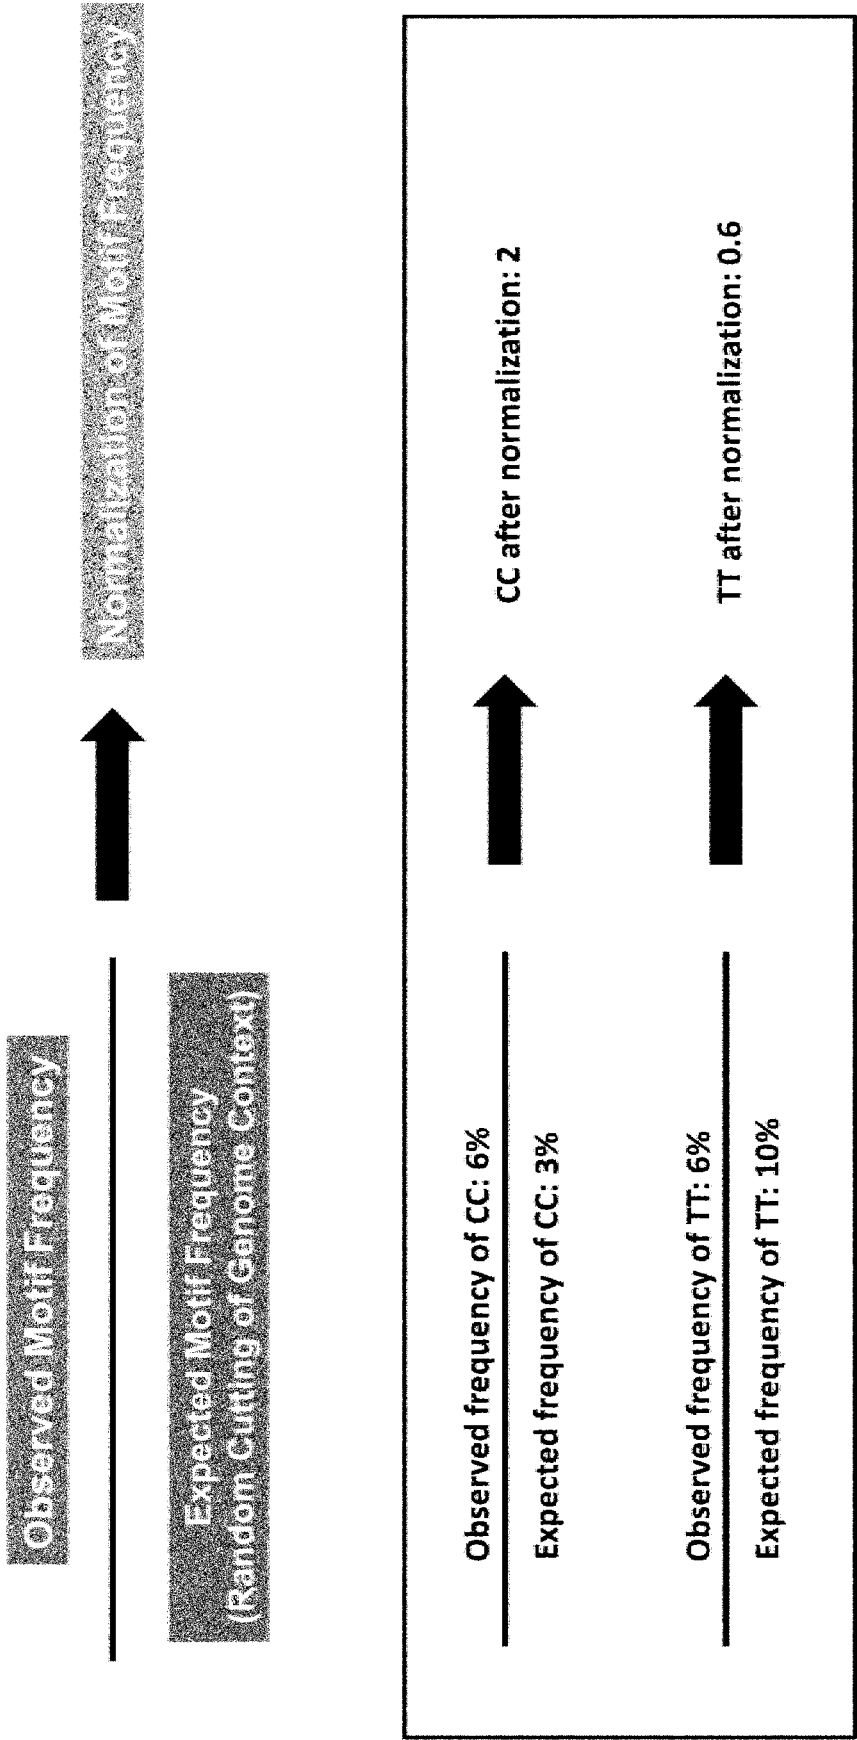 Observed Motif Frequency
Expected Motif Frequency
(Random Cutting of Genome Context)
Normalization of Motif Frequency
Observed frequency of CC: 6%
Expected frequency of CC: 3%
CC after normalization: 2
Observed frequency of TT: 6%
Expected frequency of TT: 10%
TT after normalization: 0.6